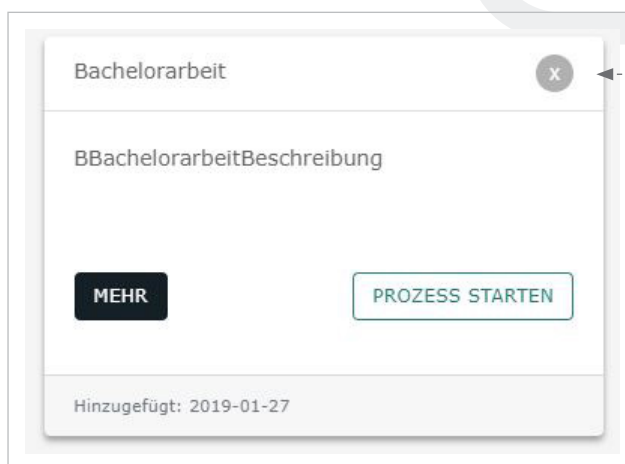 Bachelorarbeit
X
BBachelorarbeitBeschreibung
MEHR
PROZESS STARTEN
Hinzugefügt: 2019-01-27